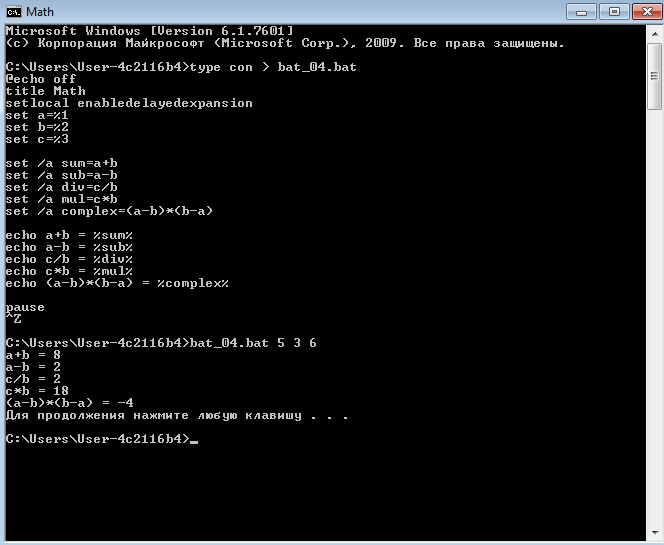 Math
Microsoft Windows [Version 6.1.7601]
(c) Корпорация Майкрософт (Microsoft Corp.), 2009. Все права защищены.
C:\Users\User-4c2116b4>type con > bat_04.bat
@echo off
title Math
setlocal enabledelayedexpansion
set a=%1
set b=%2
set c=%3
set /a sum=a+b
set /a sub=a-b
set /a div=c/b
set /a mul=c*b
set /a complex=(a-b)*(b-a)
echo a+b = %sum%
echo a-b = %sub%
echo c/b = %div%
echo c*b = %mul%
echo (a-b)*(b-a) = %complex%
pause
^Z
C:\Users\User-4c2116b4>bat_04.bat 5 3 6
a+b = 8
a-b = 2
c/b = 2
c*b = 18
(a-b)*(b-a) = -4
Для продолжения нажмите любую клавишу . . .
C:\Users\User-4c2116b4>_